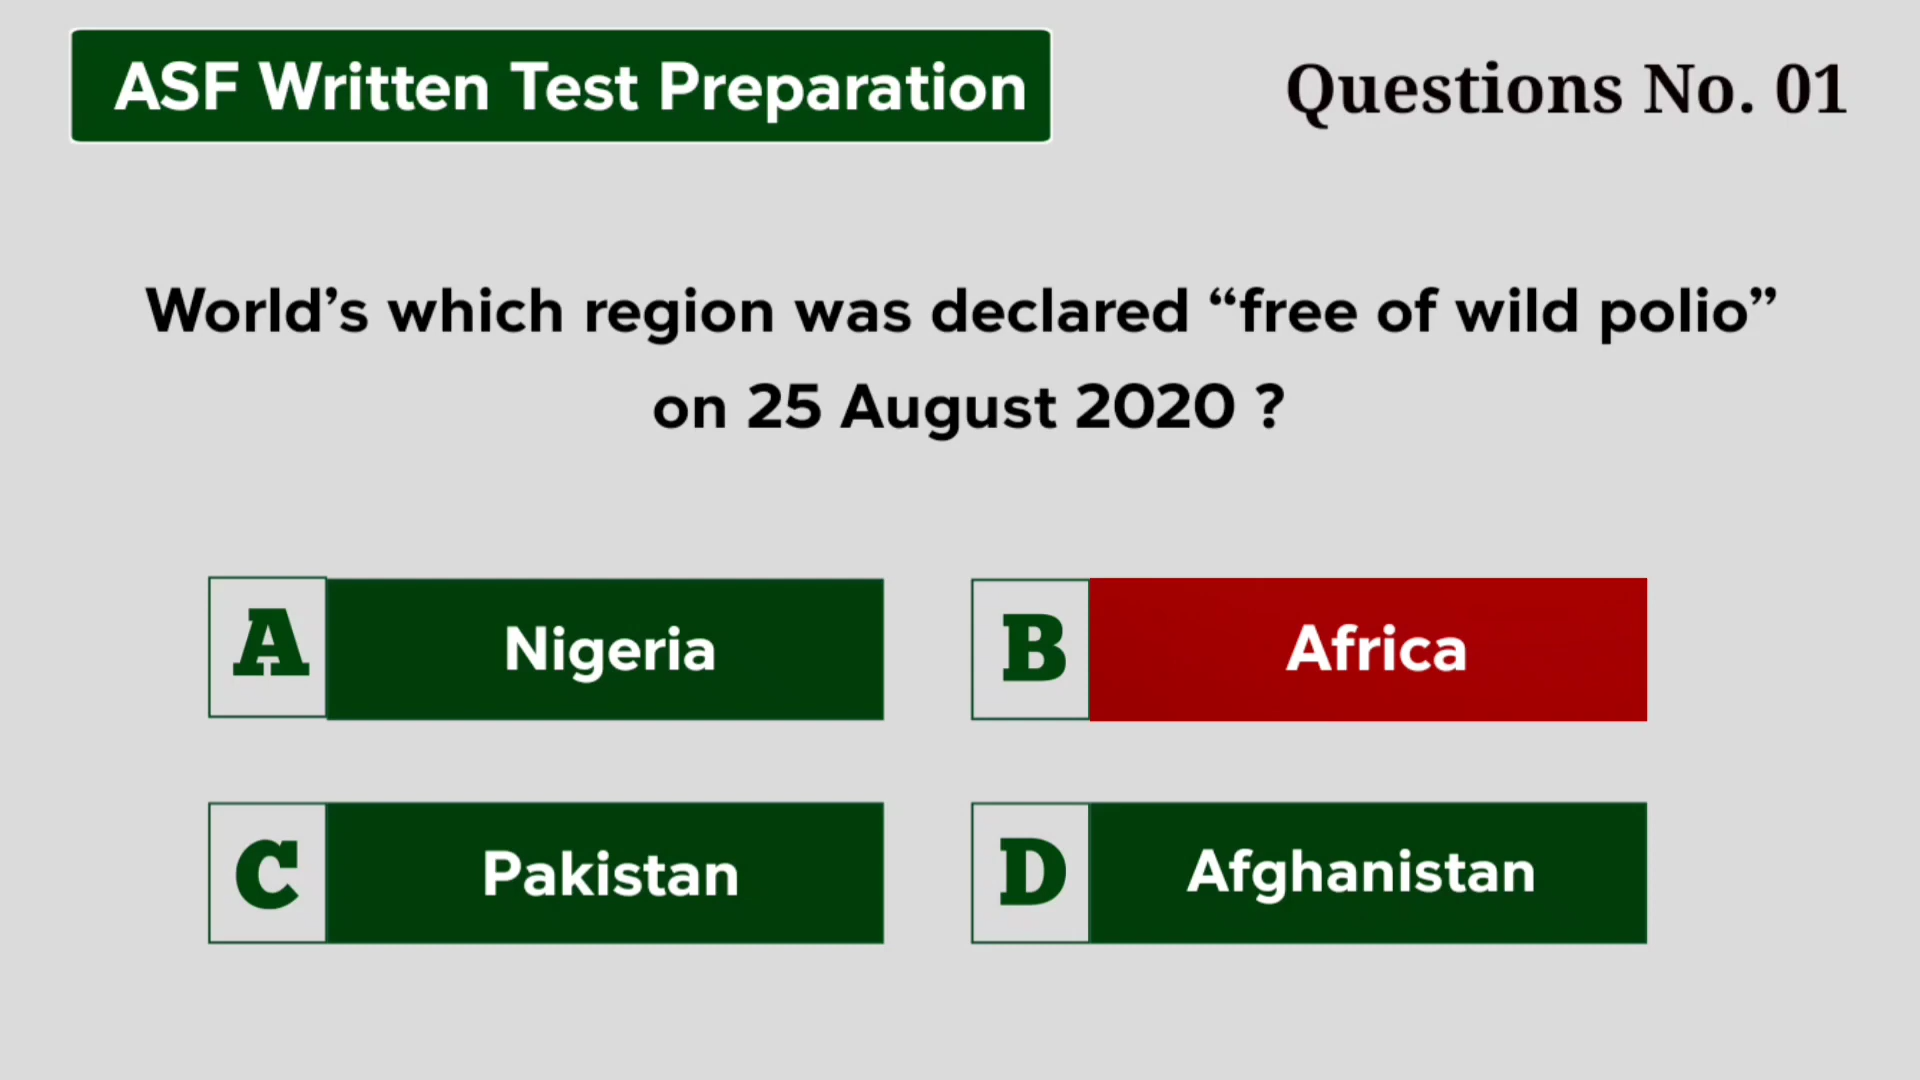 ASF Written Test Preparation
Questions No. 01
World’s which region was declared “free of wild polio”
on 25 August 2020 ?
A Nigeria
B Africa
C Pakistan
D Afghanistan